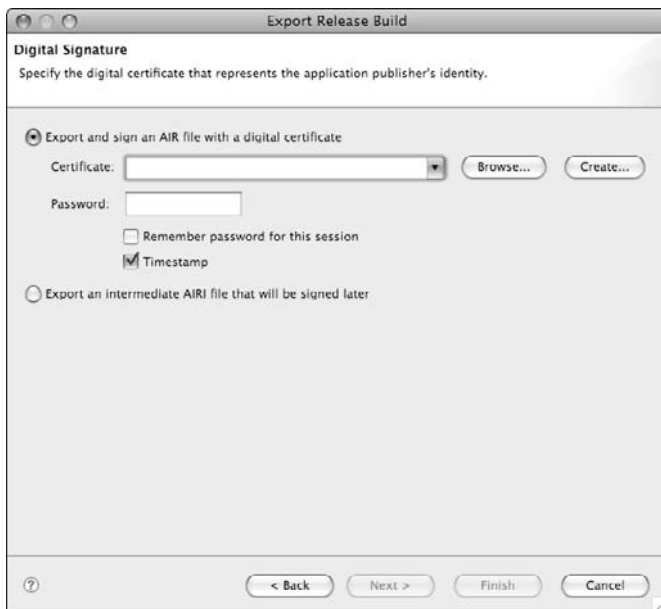 Export Release Build
Digital Signature
Specify the digital certificate that represents the application publisher's identity.
Export and sign an AIR file with a digital certificate
Certificate:
Browse...
Create...
Password:
Remember password for this session
Timestamp
Export an intermediate AIRI file that will be signed later
?
< Back
Next >
Finish
Cancel